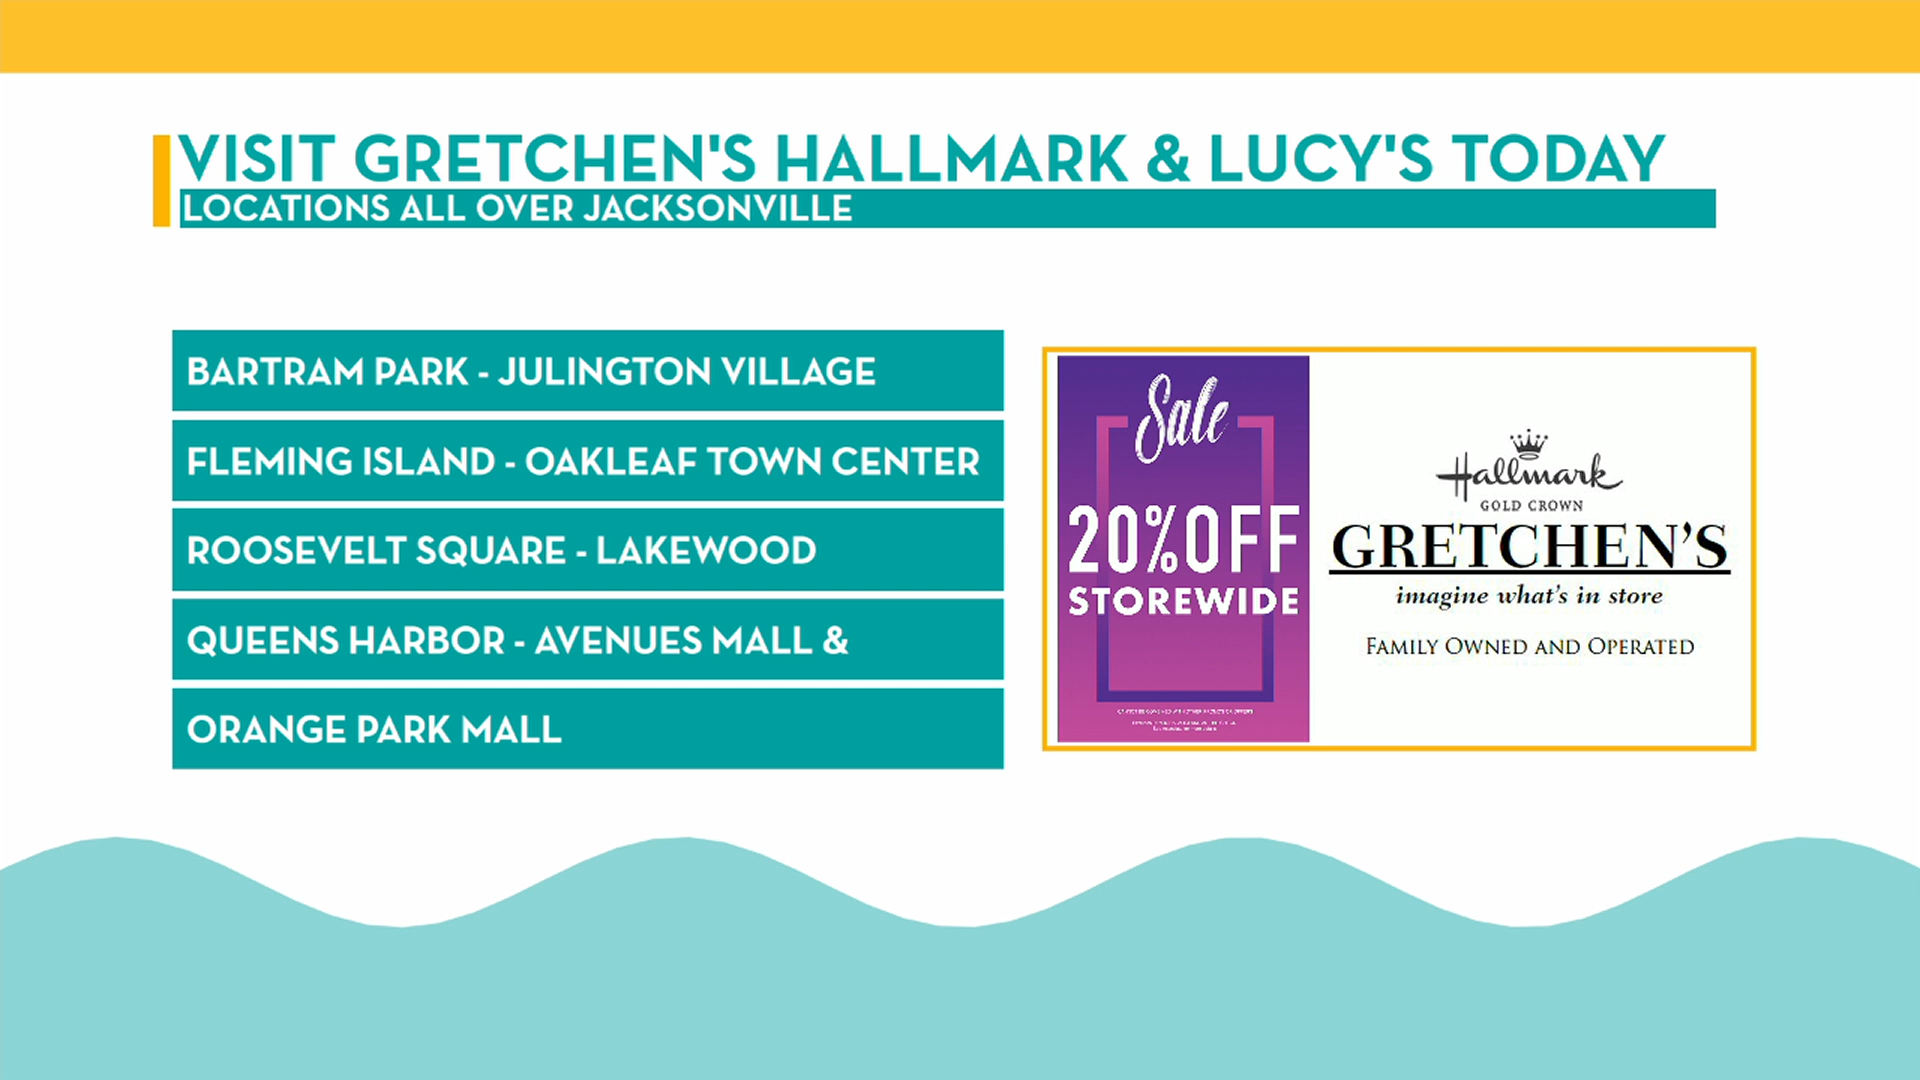 VISIT GRETCHEN'S HALLMARK & LUCY'S TODAY
LOCATIONS ALL OVER JACKSONVILLE
BARTRAM PARK - JULINGTON VILLAGE
FLEMING ISLAND - OAKLEAF TOWN CENTER
ROOSEVELT SQUARE - LAKEWOOD
QUEENS HARBOR - AVENUES MALL &
ORANGE PARK MALL
Sale
20%OFF
STOREWIDE
Hallmark
GOLD CROWN
GRETCHEN'S
imagine what's in store
FAMILY OWNED AND OPERATED